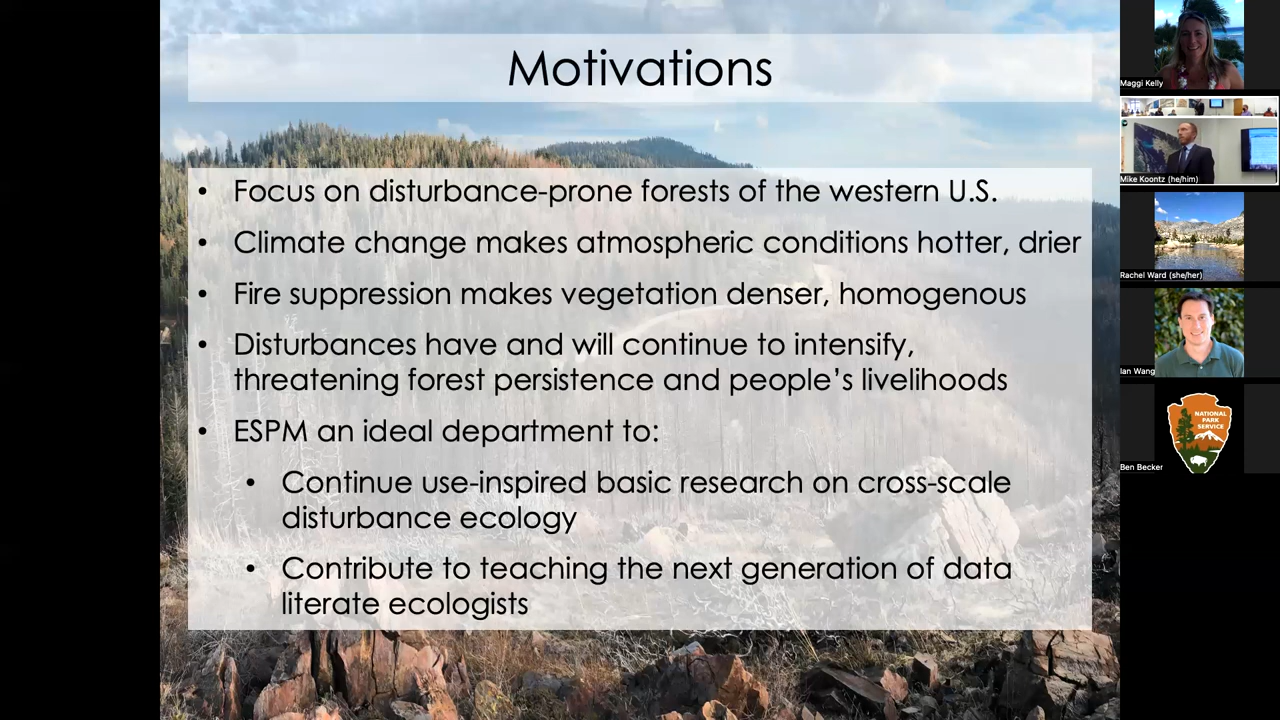 Motivations
• Focus on disturbance-prone forests of the western U.S.
• Climate change makes atmospheric conditions hotter, drier
• Fire suppression makes vegetation denser, homogenous
• Disturbances have and will continue to intensify,
threatening forest persistence and people’s livelihoods
• ESPM an ideal department to:
• Continue use-inspired basic research on cross-scale
disturbance ecology
• Contribute to teaching the next generation of data
literate ecologists
Maggi Kelly
Mike Koontz (he/him)
Rachel Ward (she/her)
Ian Wang
NATIONAL
PARK
SERVICE
Ben Becker